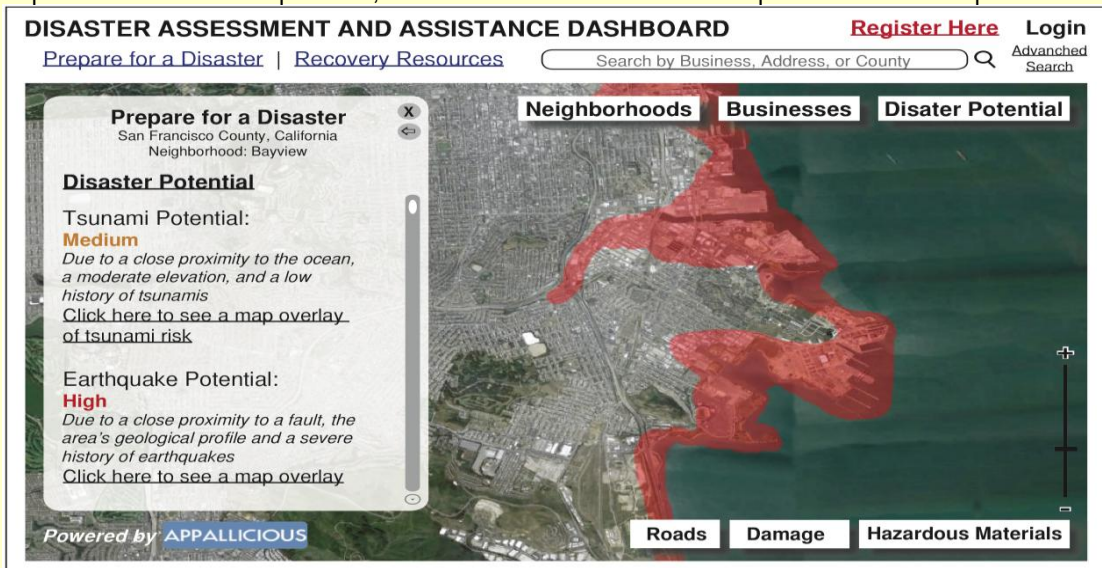 DISASTER ASSESSMENT AND ASSISTANCE DASHBOARD
Register Here Login
Prepare for a Disaster | Recovery Resources
Search by Business, Address, or County
Advanched
Search
Prepare for a Disaster X
San Francisco County, California
Neighborhood: Bayview
Neighborhoods Businesses Disater Potential
Disaster Potential
Tsunami Potential:
Medium
Due to a close proximity to the ocean,
a moderate elevation, and a low
history of tsunamis
Click here to see a map overlay
of tsunami risk
Earthquake Potential:
High
Due to a close proximity to a fault, the
area's geological profile and a severe
history of earthquakes
Click here to see a map overlay
Powered by APPALLICIOUS
Roads Damage Hazardous Materials